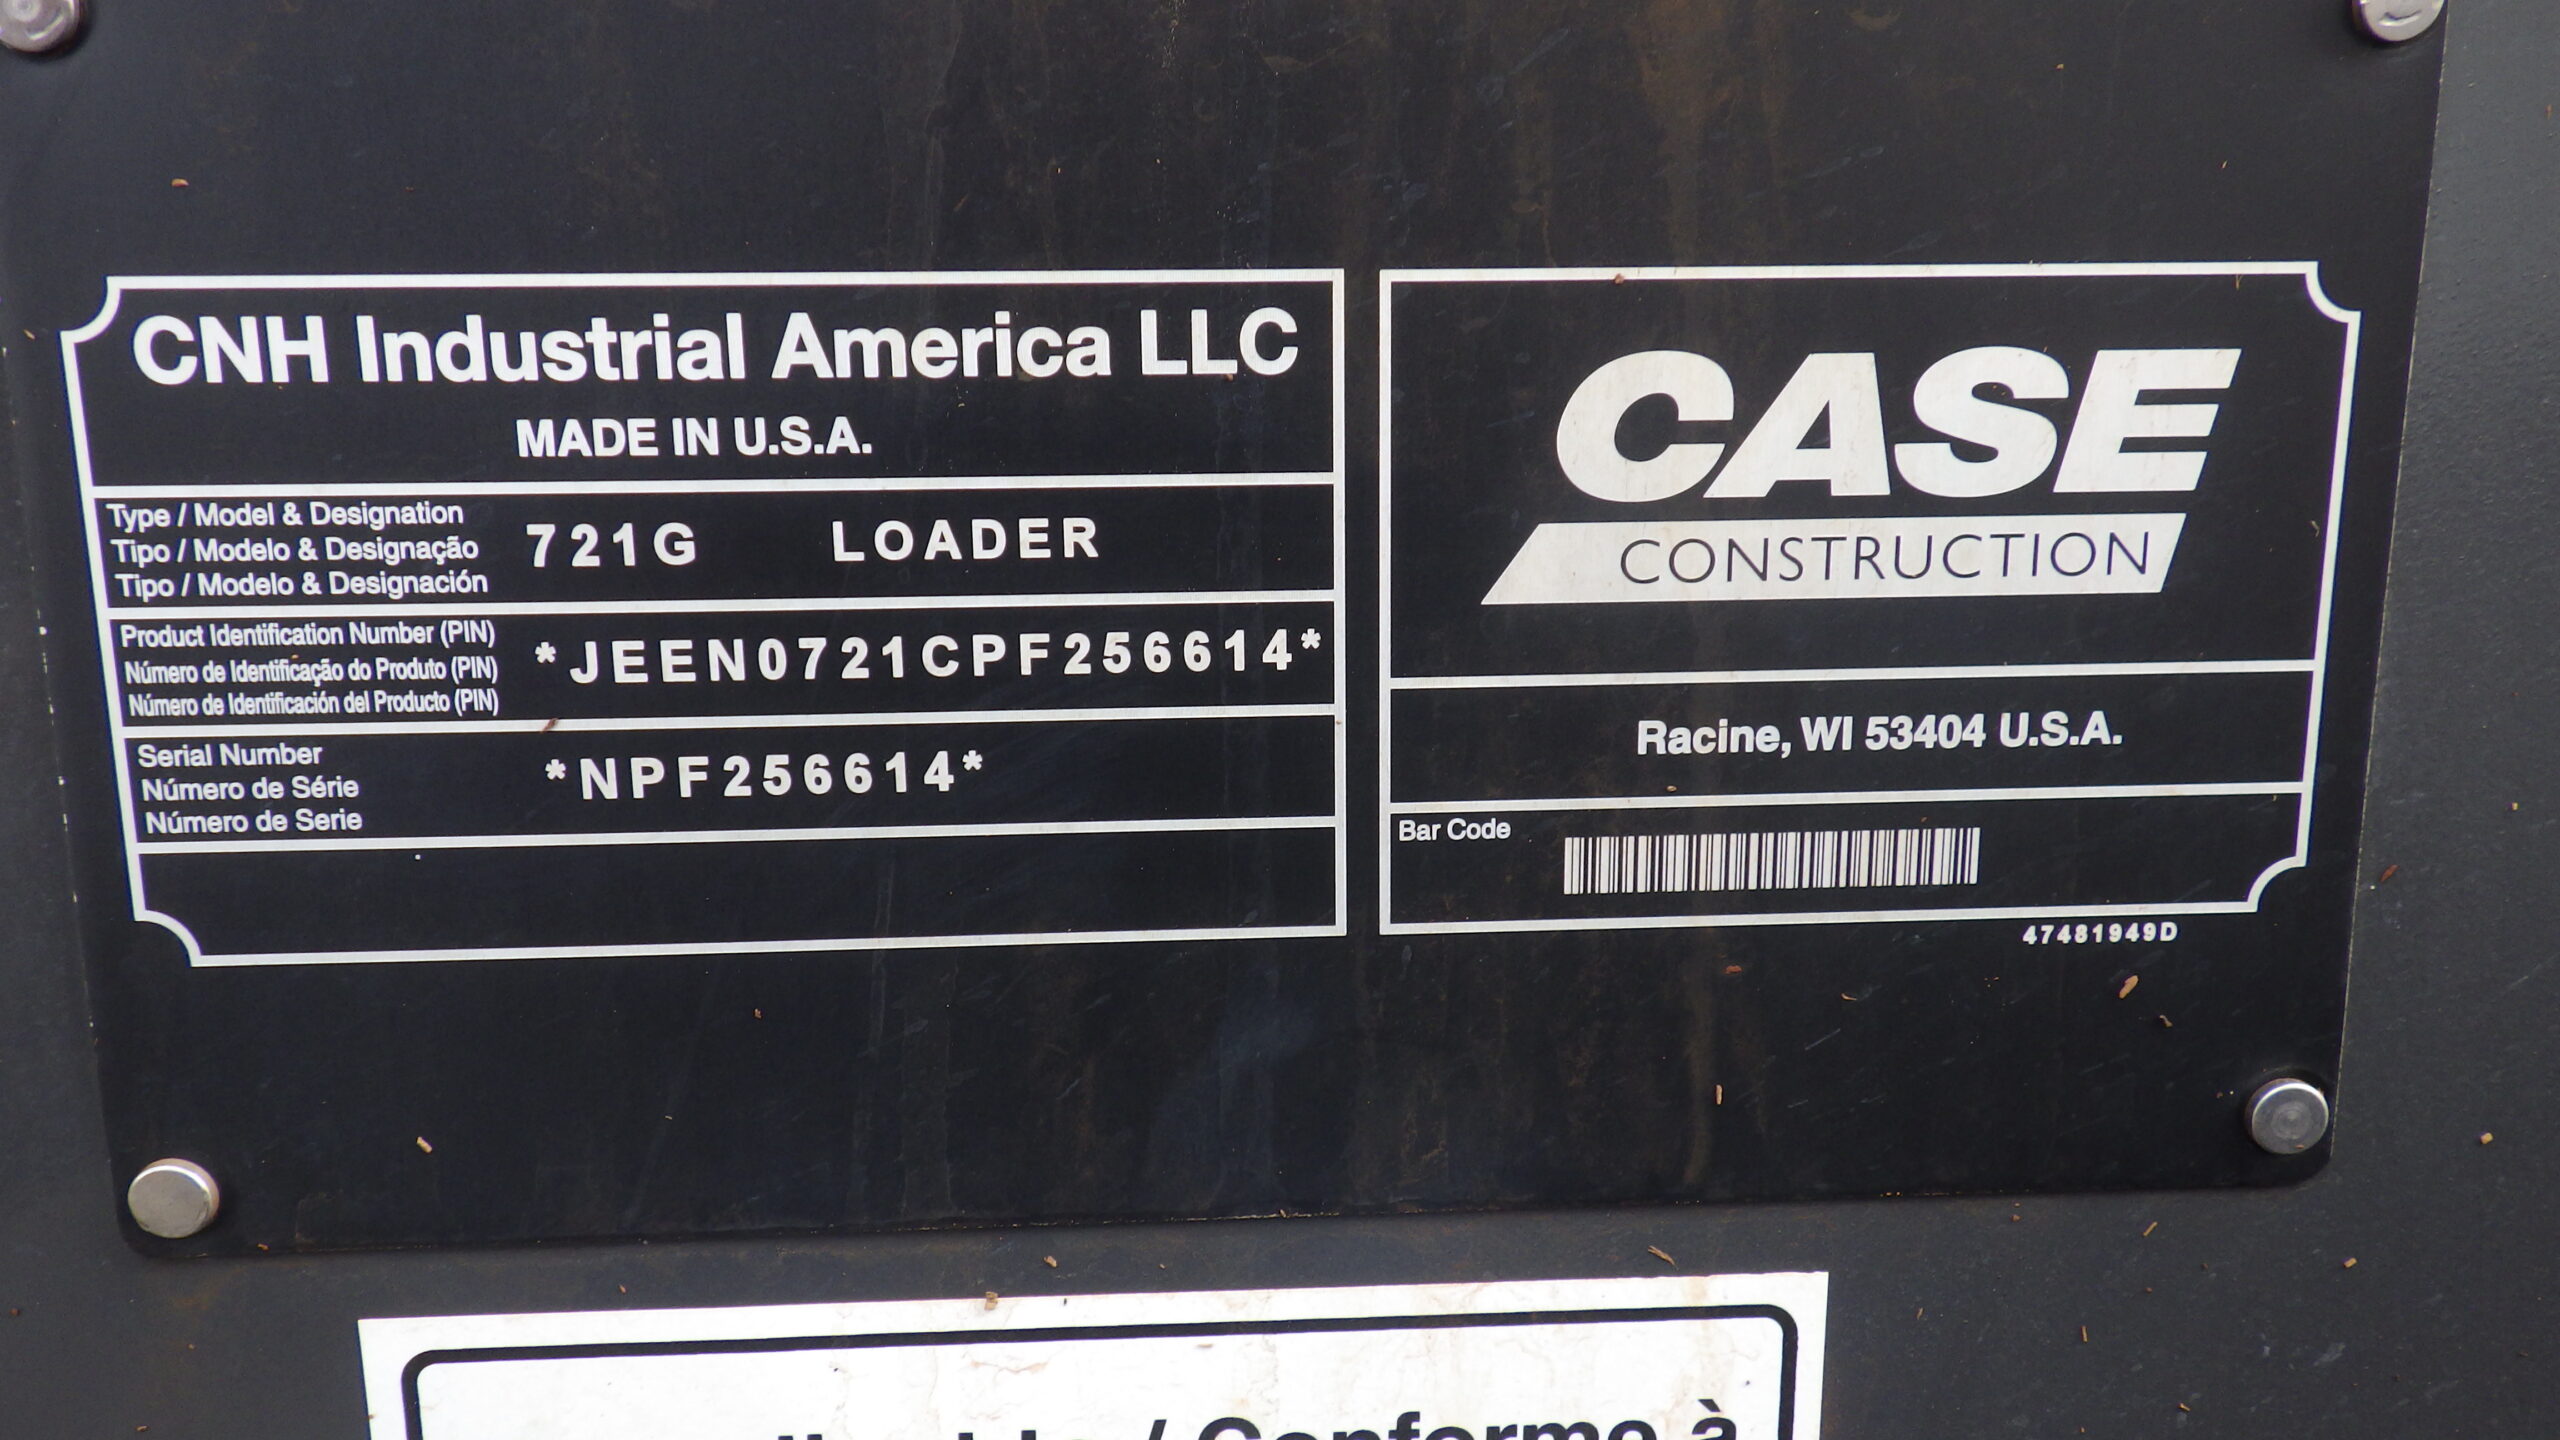 CNH Industrial America LLC
MADE IN U.S.A.
Type / Model & Designation
Tipo / Modelo & Designação
Tipo / Modelo & Designación
721G LOADER
Product Identification Number (PIN)
Número de Identificação do Produto (PIN)
Número de Identificación del Producto (PIN)
*JEEN0721CPF256614*
Serial Number
Número de Série
Número de Serie
*NPF256614*
CASE
CONSTRUCTION
Racine, WI 53404 U.S.A.
Bar Code
47481949D
/ Conforme à